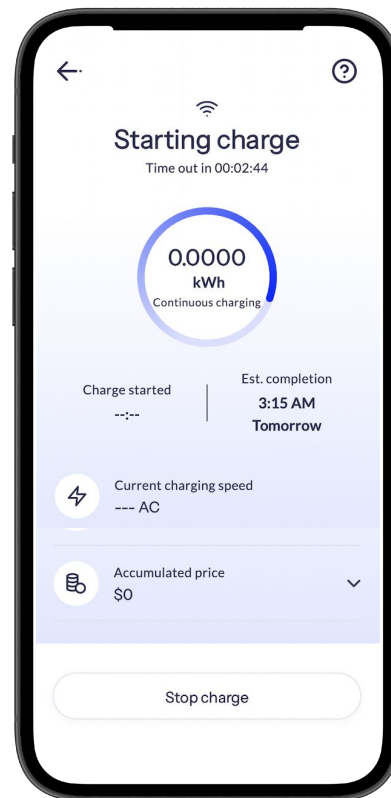 Starting charge
Time out in 00:02:44
0.0000
kWh
Continuous charging
Charge started
--:--
Est. completion
3:15 AM
Tomorrow
Current charging speed
--- AC
Accumulated price
$0
Stop charge